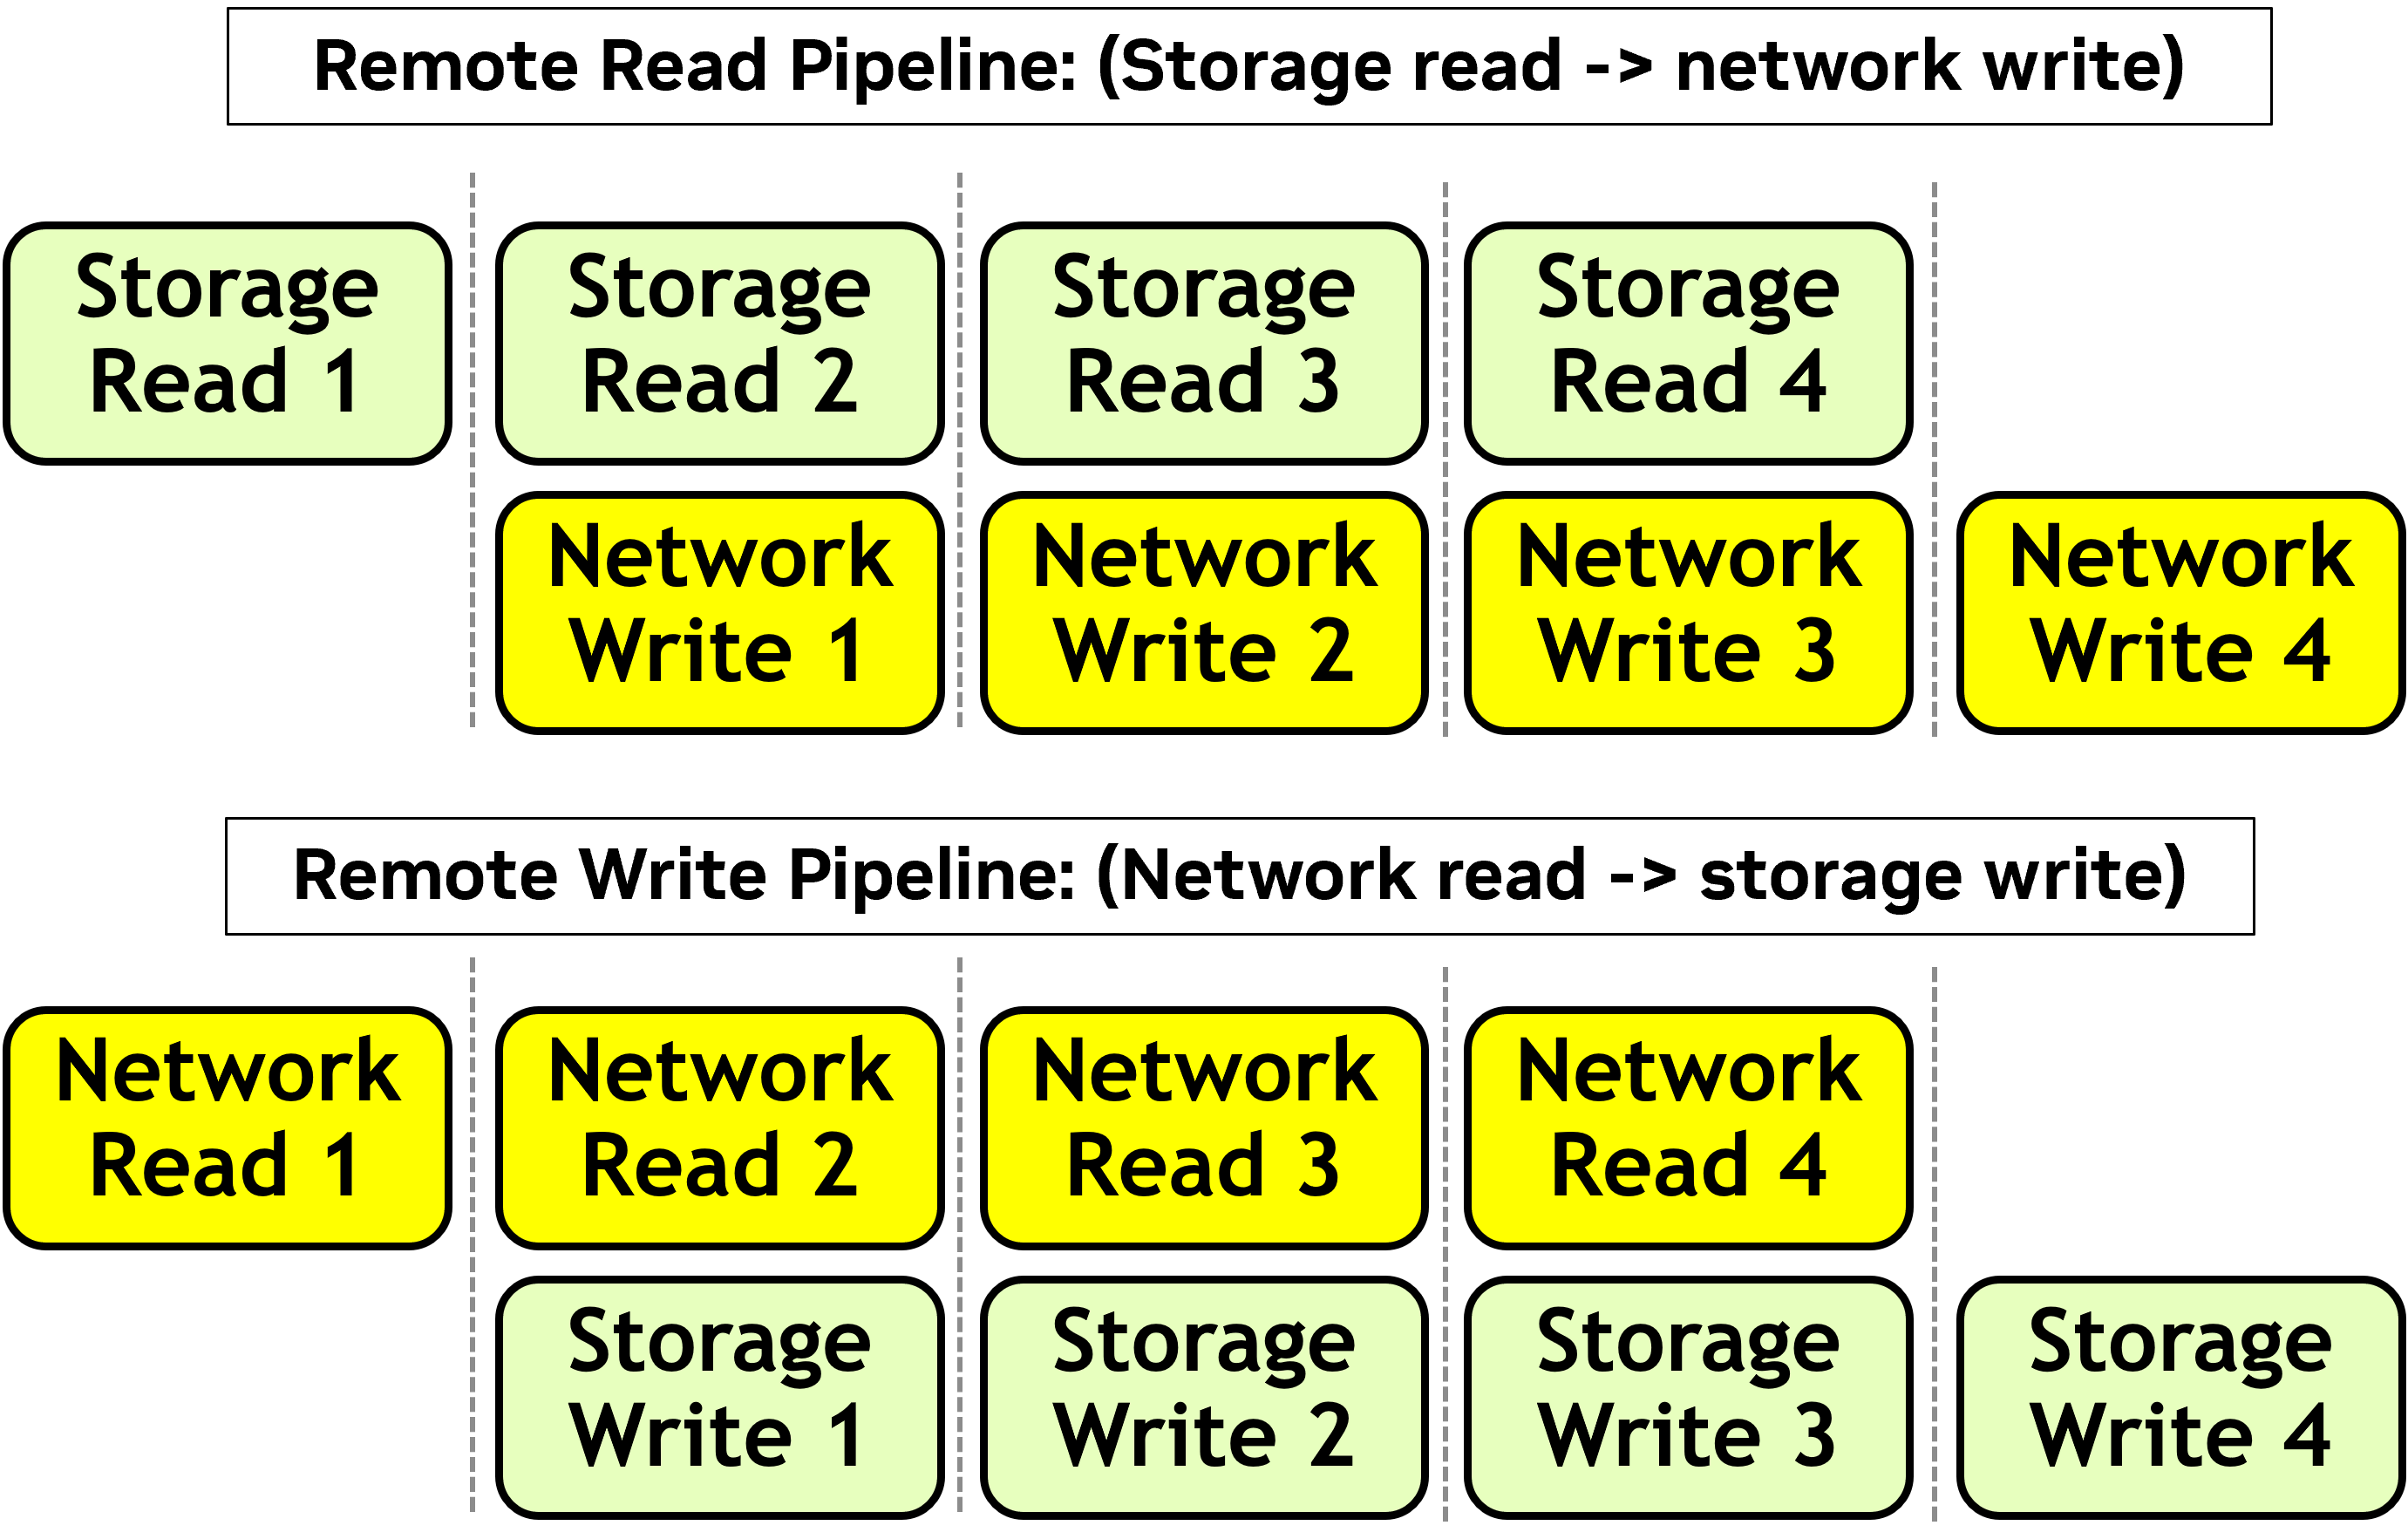 Remote Read Pipeline: (Storage read -> network write)
Storage
Read 1
Storage
Read 2
Storage
Read 3
Storage
Read 4
Network
Write 1
Network
Write 2
Network
Write 3
Network
Write 4
Remote Write Pipeline: (Network read -> storage write)
Network
Read 1
Network
Read 2
Network
Read 3
Network
Read 4
Storage
Write 1
Storage
Write 2
Storage
Write 3
Storage
Write 4